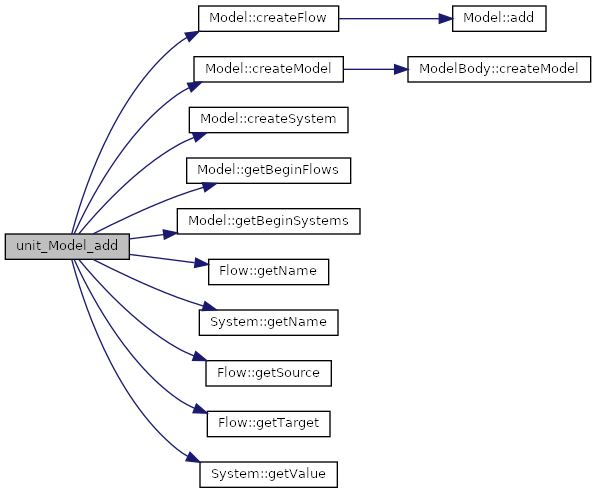 Model::createFlow
Model::add
Model::createModel
ModelBody::createModel
Model::createSystem
Model::getBeginFlows
Model::getBeginSystems
unit_Model_add
Flow::getName
System::getName
Flow::getSource
Flow::getTarget
System::getValue